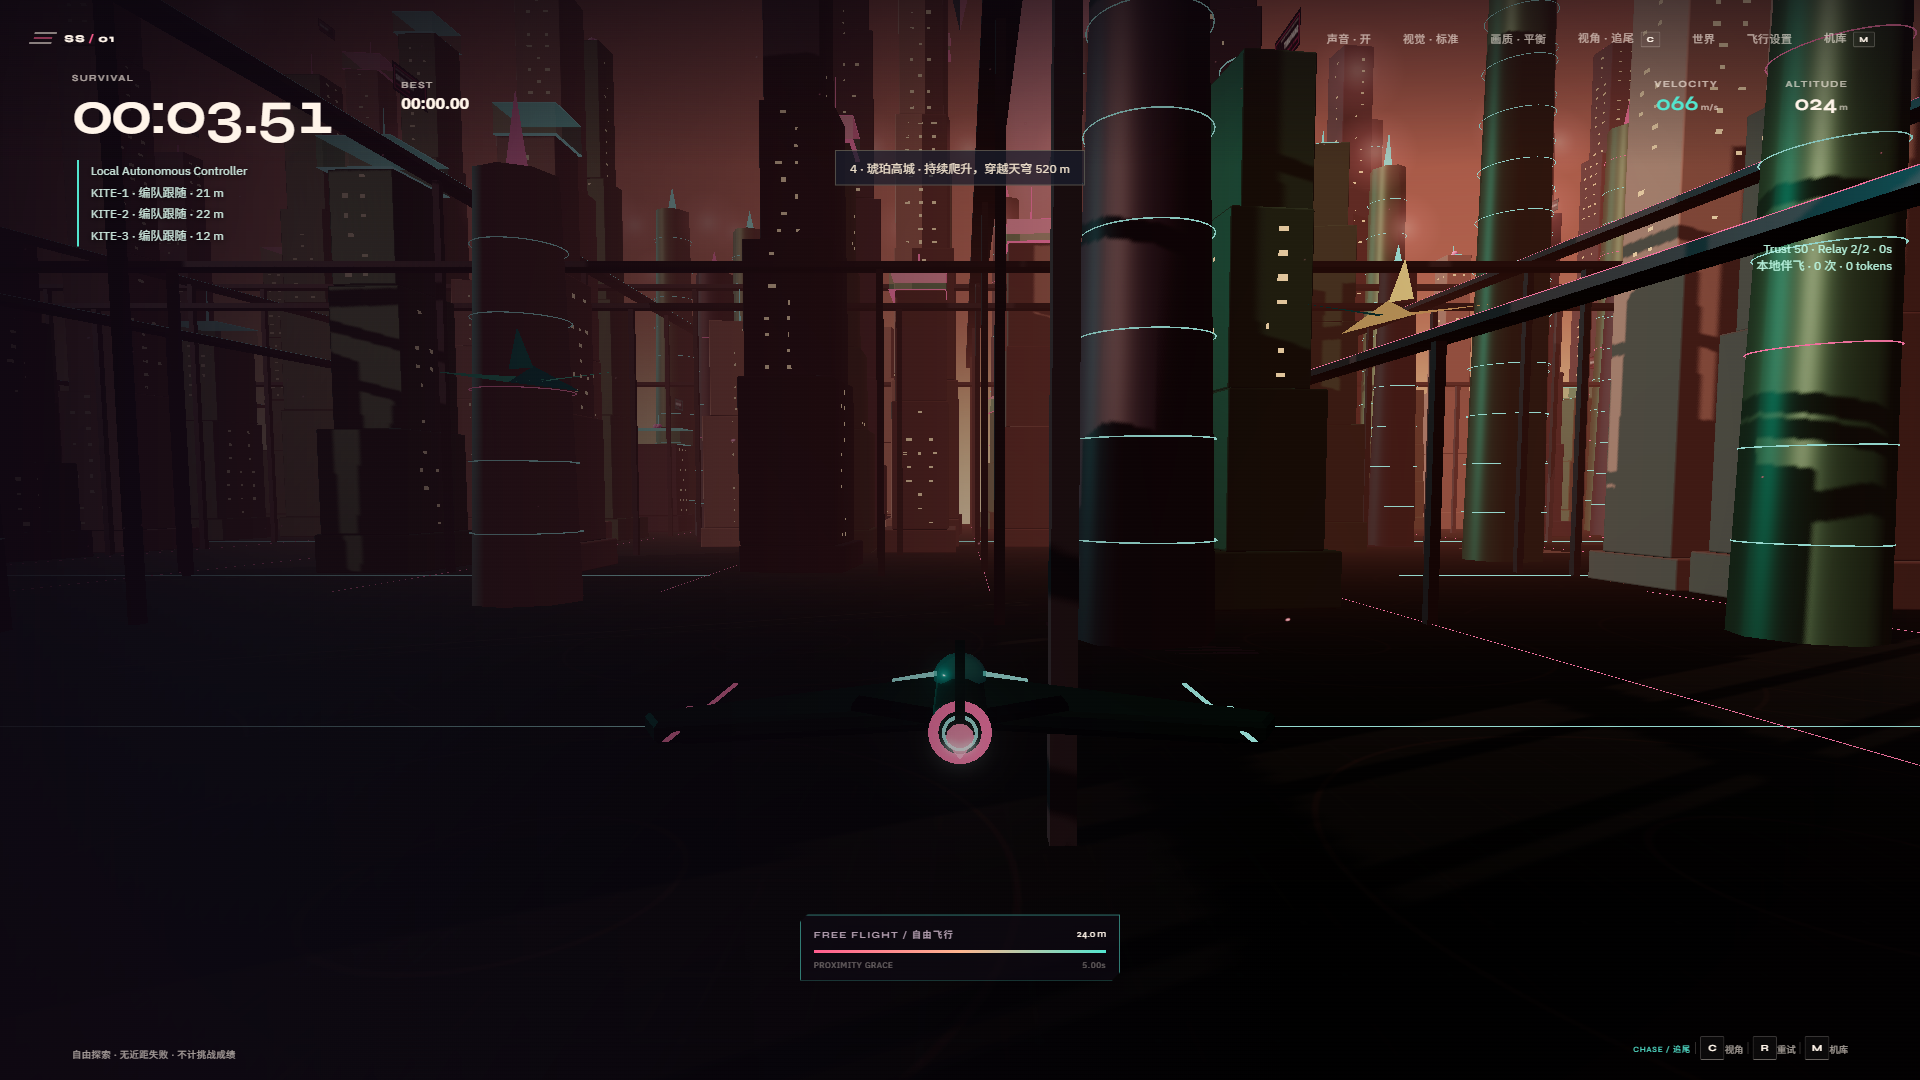 SS / 01
声音 · 开 视觉 · 标准 画质 · 平衡 视角 · 追尾 C 世界 飞行设置 机库 M
SURVIVAL
00:03.51
BEST
00:00.00
VELOCITY
066 m/s
ALTITUDE
024 m
Local Autonomous Controller
KITE-1 · 编队跟随 · 21 m
KITE-2 · 编队跟随 · 22 m
KITE-3 · 编队跟随 · 12 m
4 · 琥珀高城 · 持续爬升，穿越天穹 520 m
Trust 50 · Relay 2/2 · 0s
本地伴飞 · 0 次 · 0 tokens
FREE FLIGHT / 自由飞行 24.0 m
PROXIMITY GRACE 5.00s
自由探索 · 无近距失败 · 不计挑战成绩
CHASE / 追尾 C 视角 R 重试 M 机库